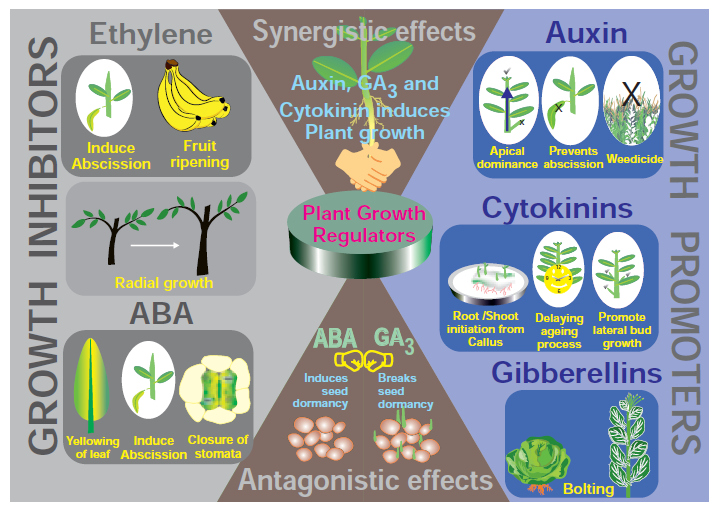 GROWTH INHIBITORS
Ethylene
Induce
Abscission
Fruit
ripening
Radial growth
ABA
Yellowing
of leaf
Induce
Abscission
Closure of
stomata
Synergistic effects
Auxin, GA3 and
Cytokinin induces
Plant growth
Plant Growth
Regulators
ABA
GA3
Induces
seed
dormancy
Breaks
seed
dormancy
Antagonistic effects
Auxin
x
Apical
dominance
x
Prevents
abscission
X
Weedicide
Cytokinins
Root /Shoot
initiation from
Callus
Delaying
ageing
process
Promote
lateral bud
growth
Gibberellins
Bolting
GROWTH PROMOTERS